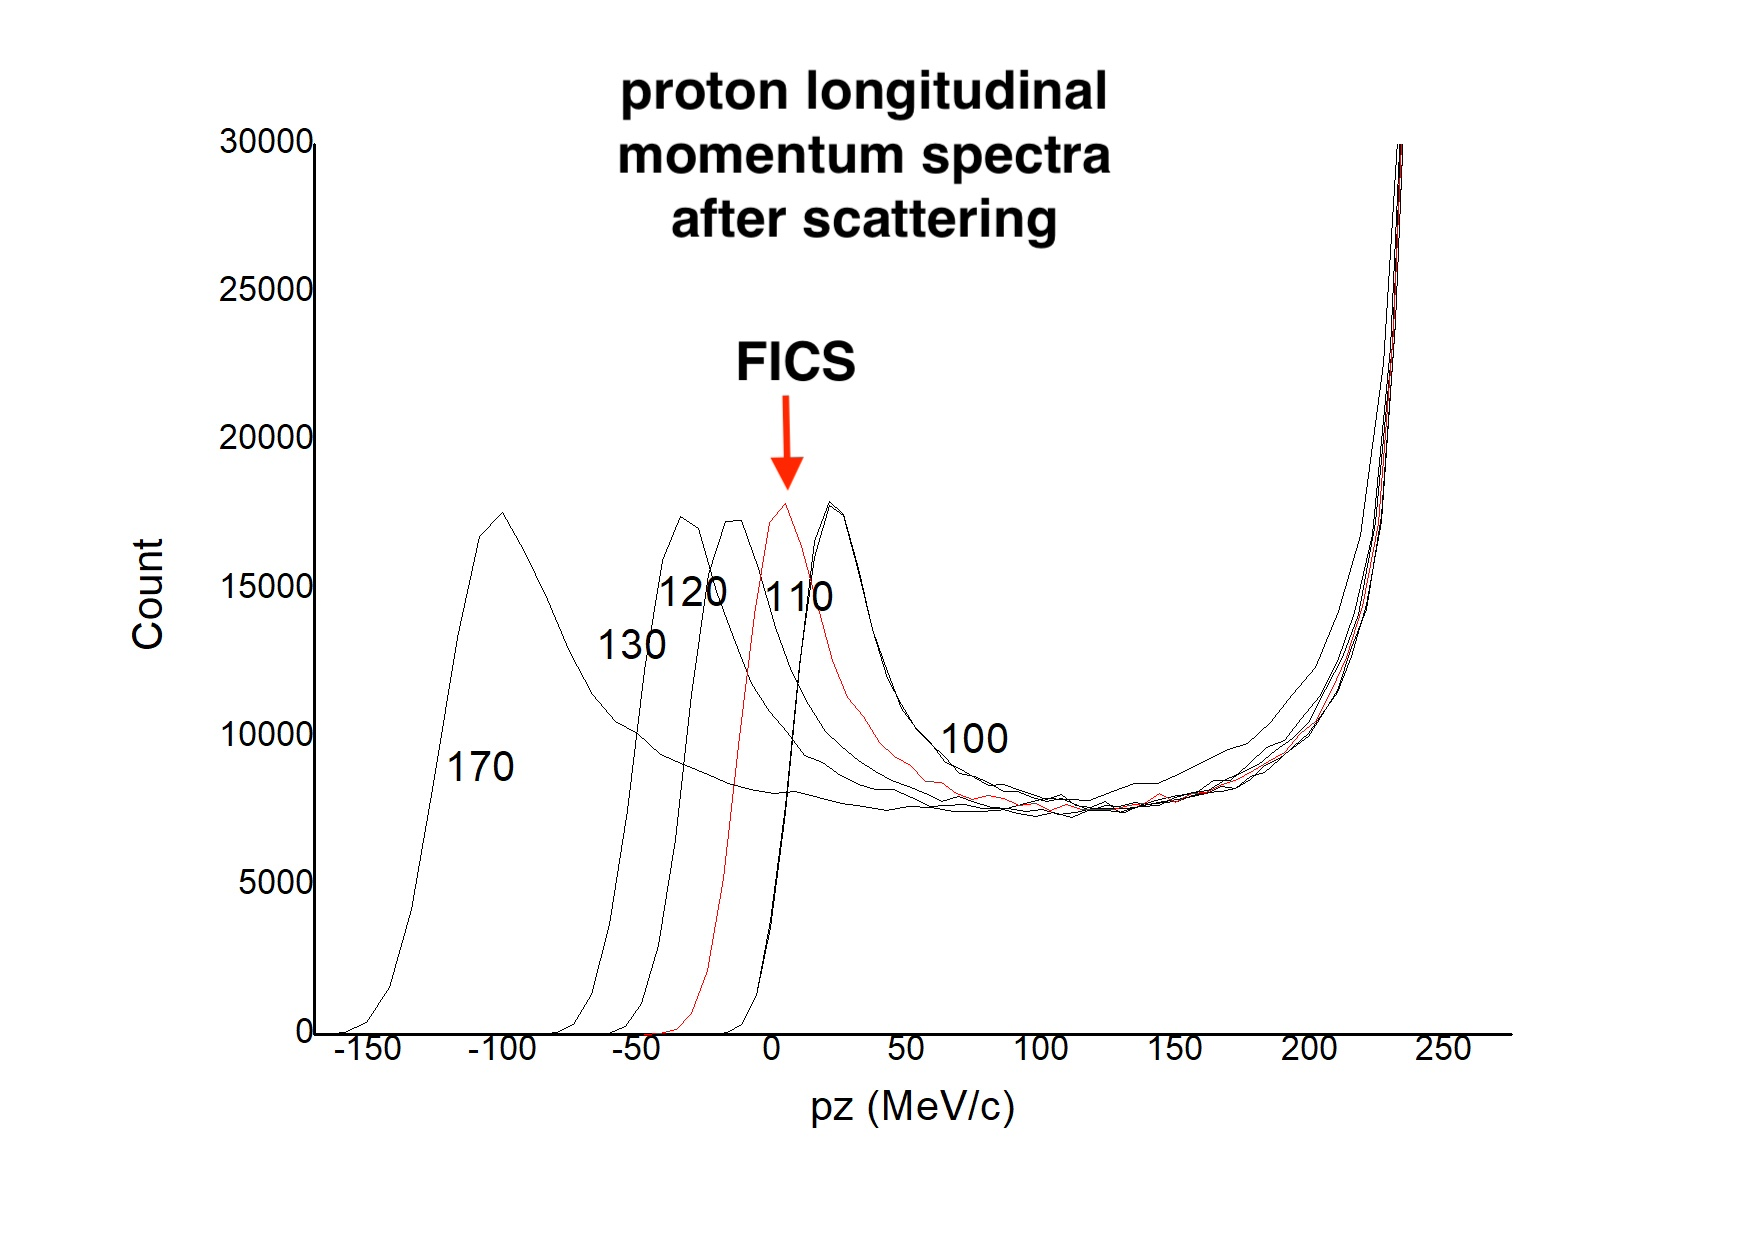 proton longitudinal
momentum spectra
after scattering
FICS
30000
25000
20000
15000
10000
5000
0
Count
170
130
120
110
100
-150 -100 -50 0 50 100 150 200 250
pz (MeV/c)